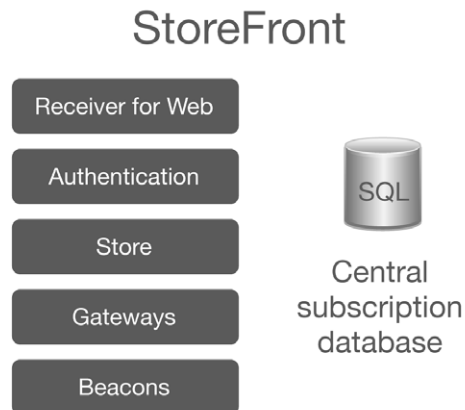 StoreFront
Receiver for Web
Authentication
Store
Gateways
Beacons
SQL
Central
subscription
database